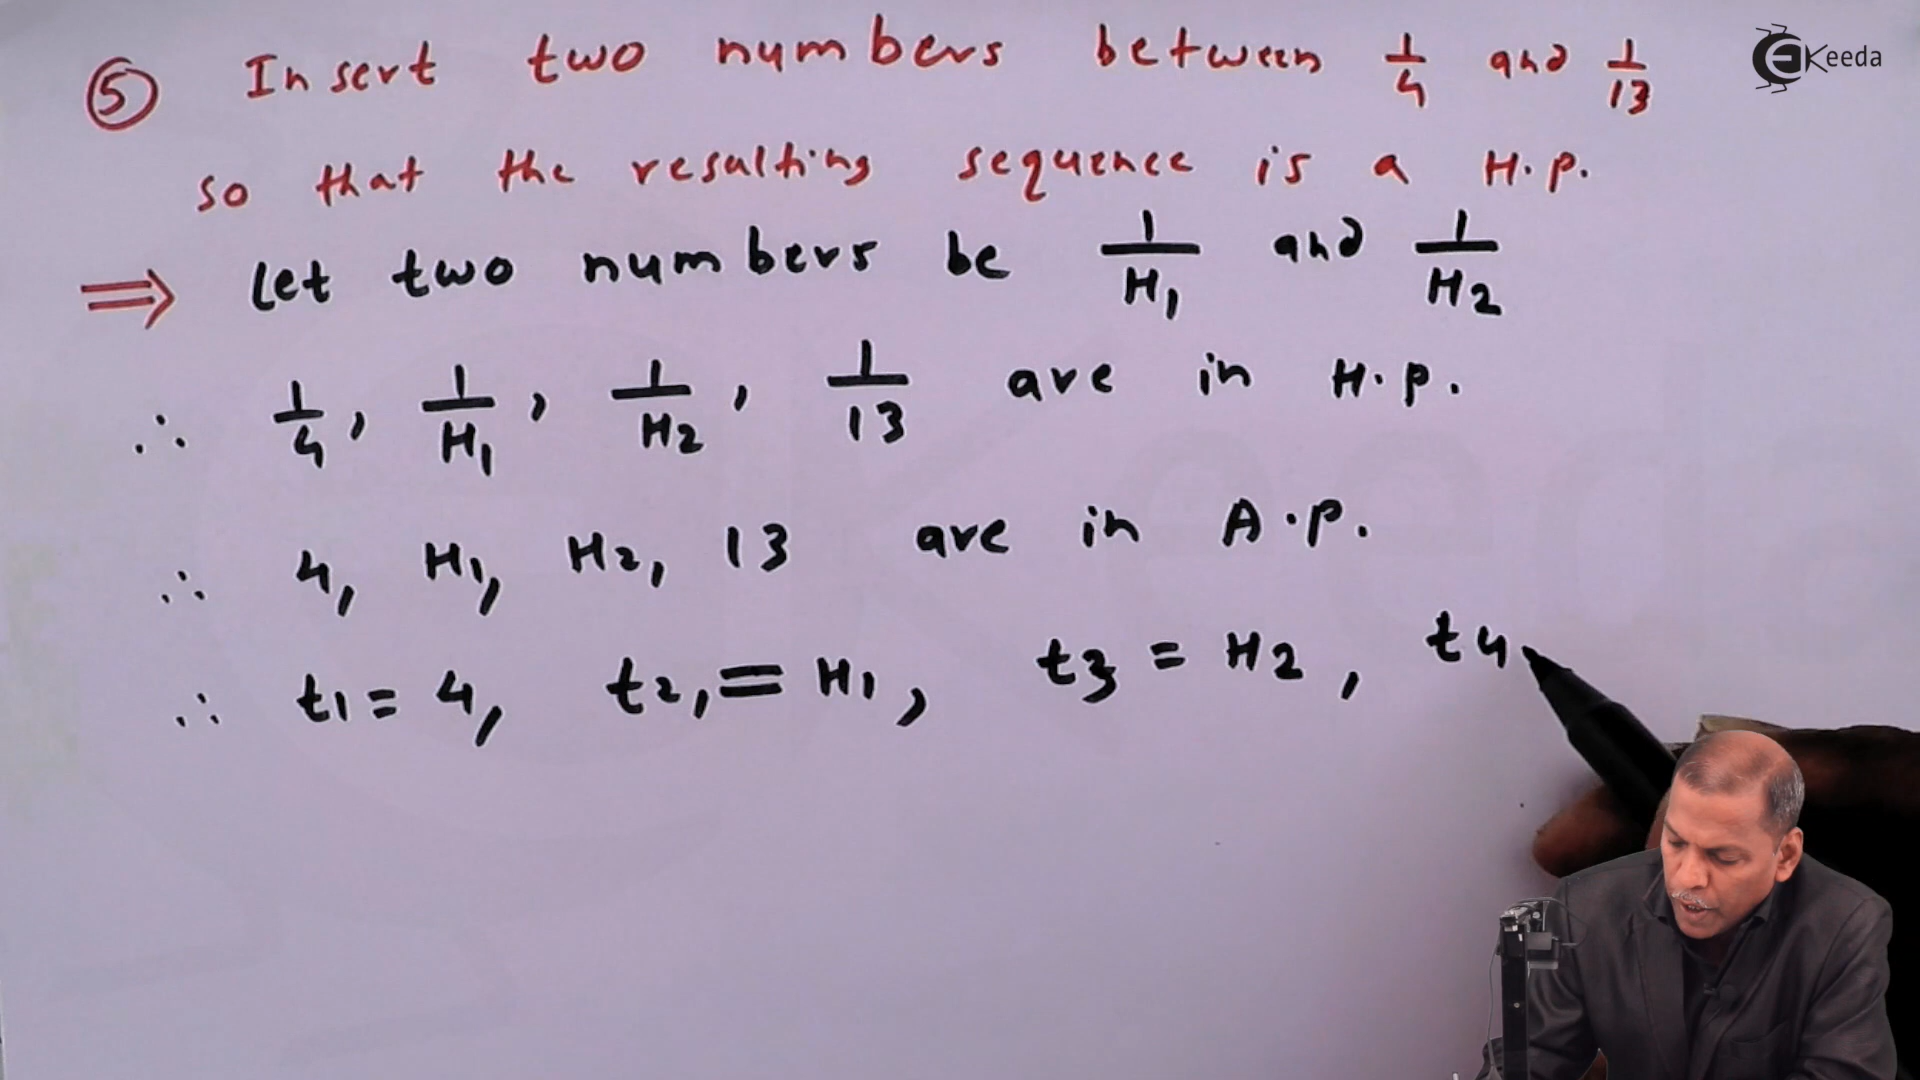 ⑤ Insert two numbers between 1/4 and 1/13
EKeeda
so that the resulting sequence is a H.P.
⇒ Let two numbers be 1/H1 and 1/H2
∴ 1/4, 1/H1, 1/H2, 1/13 are in H.P.
∴ 4, H1, H2, 13 are in A.P.
∴ t1 = 4, t2, = H1, t3 = H2, t4